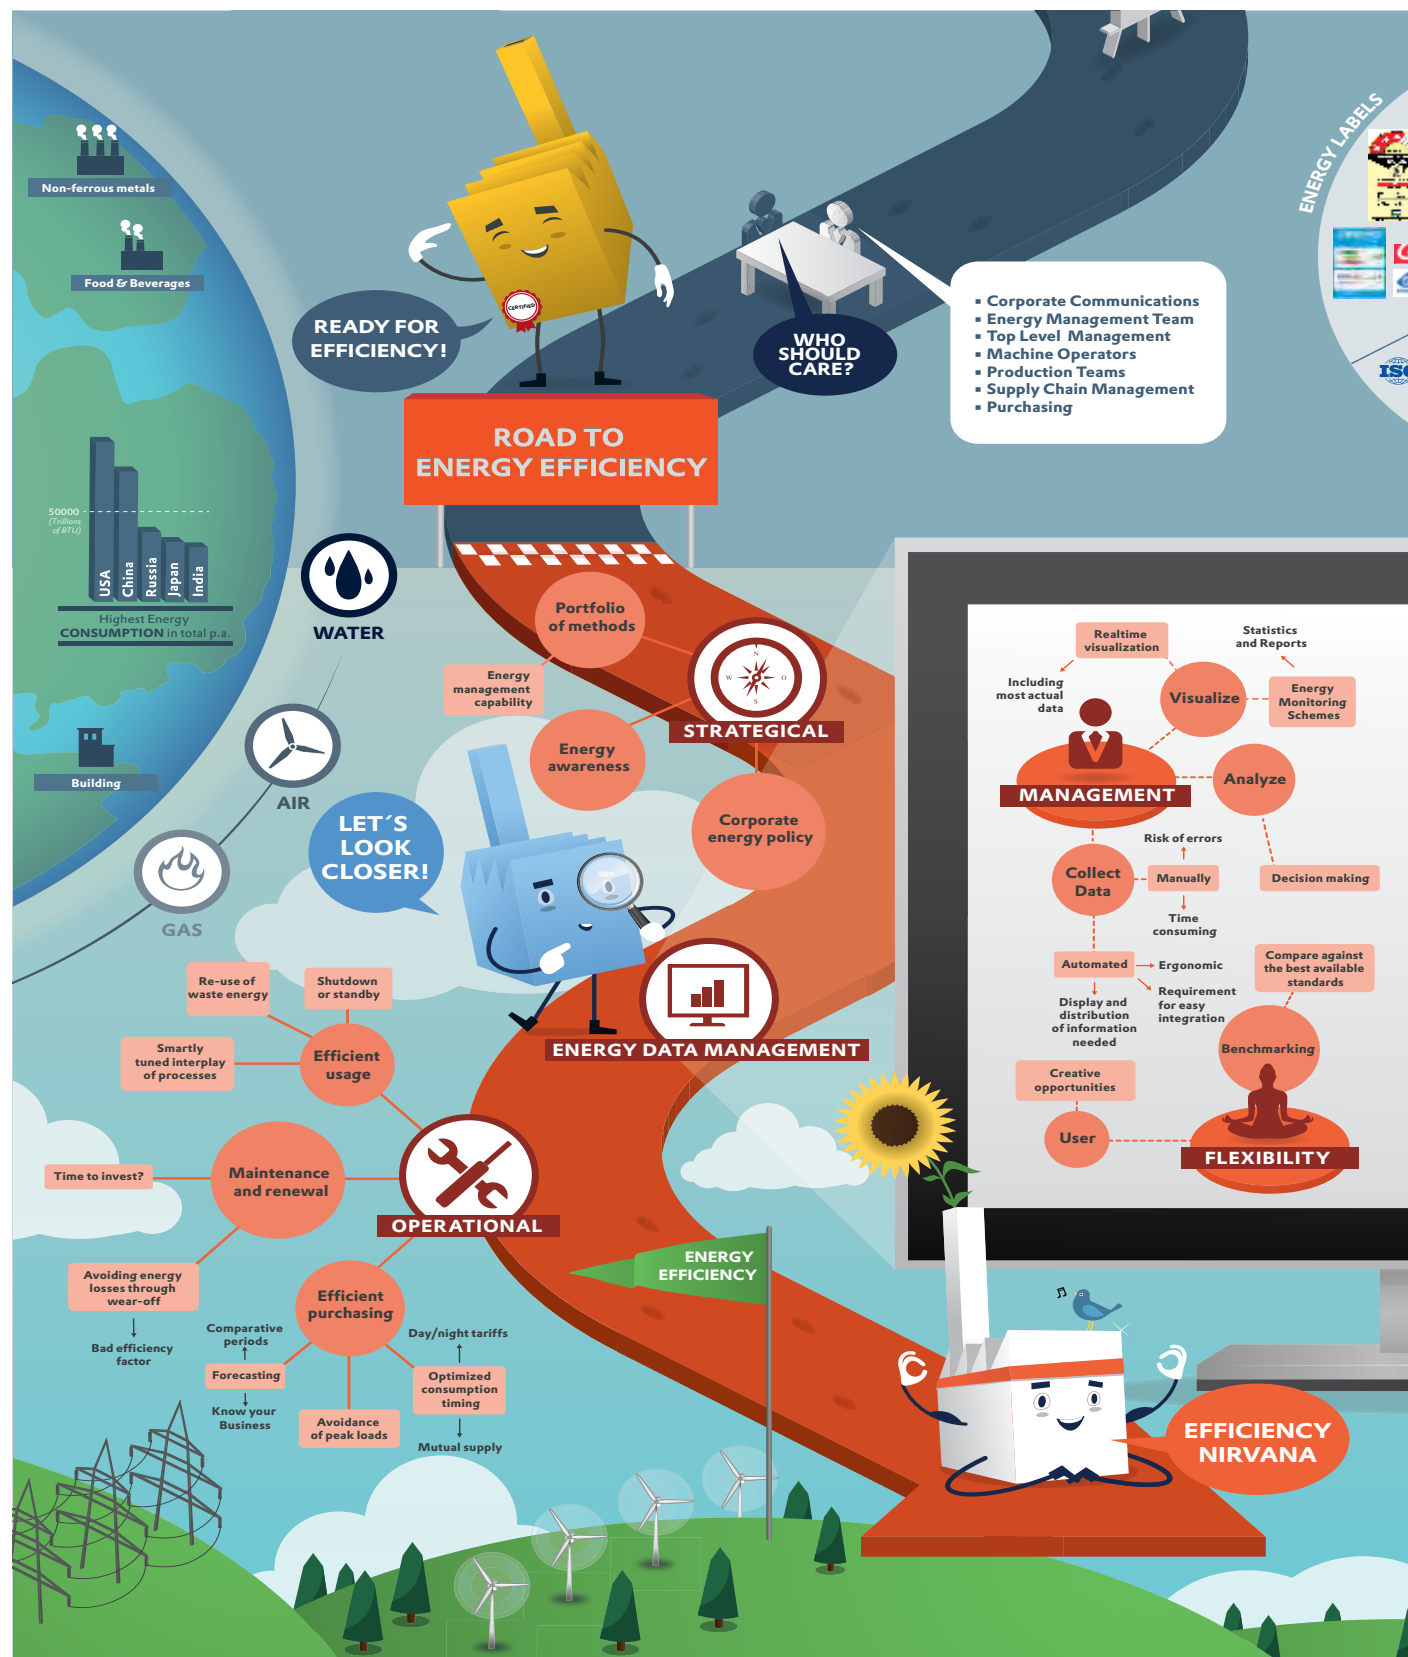 Non-ferrous metals
Food & Beverages
50000
(Trillions
of BTU)
USA
China
Russia
Japan
India
Highest Energy
CONSUMPTION in total p.a.
Building
READY FOR
EFFICIENCY!
CERTIFIED
WHO
SHOULD
CARE?
▪ Corporate Communications
▪ Energy Management Team
▪ Top Level Management
▪ Machine Operators
▪ Production Teams
▪ Supply Chain Management
▪ Purchasing
ENERGY LABELS
ISO
ROAD TO
ENERGY EFFICIENCY
WATER
AIR
GAS
Portfolio
of methods
Energy
management
capability
N
W
O
S
STRATEGICAL
Energy
awareness
Corporate
energy policy
LET´S
LOOK
CLOSER!
ENERGY DATA MANAGEMENT
Realtime
visualization
Statistics
and Reports
Including
most actual
data
Visualize
Energy
Monitoring
Schemes
MANAGEMENT
Analyze
Risk of errors
Collect
Data
Manually
Decision making
Time
consuming
Automated
Ergonomic
Compare against
the best available
standards
Display and
distribution
of information
needed
Requirement
for easy
integration
Benchmarking
Creative
opportunities
User
FLEXIBILITY
Re-use of
waste energy
Shutdown
or standby
Smartly
tuned interplay
of processes
Efficient
usage
Time to invest?
Maintenance
and renewal
OPERATIONAL
Avoiding energy
losses through
wear-off
Bad efficiency
factor
Efficient
purchasing
Comparative
periods
Forecasting
Know your
Business
Avoidance
of peak loads
Day/night tariffs
Optimized
consumption
timing
Mutual supply
ENERGY
EFFICIENCY
EFFICIENCY
NIRVANA